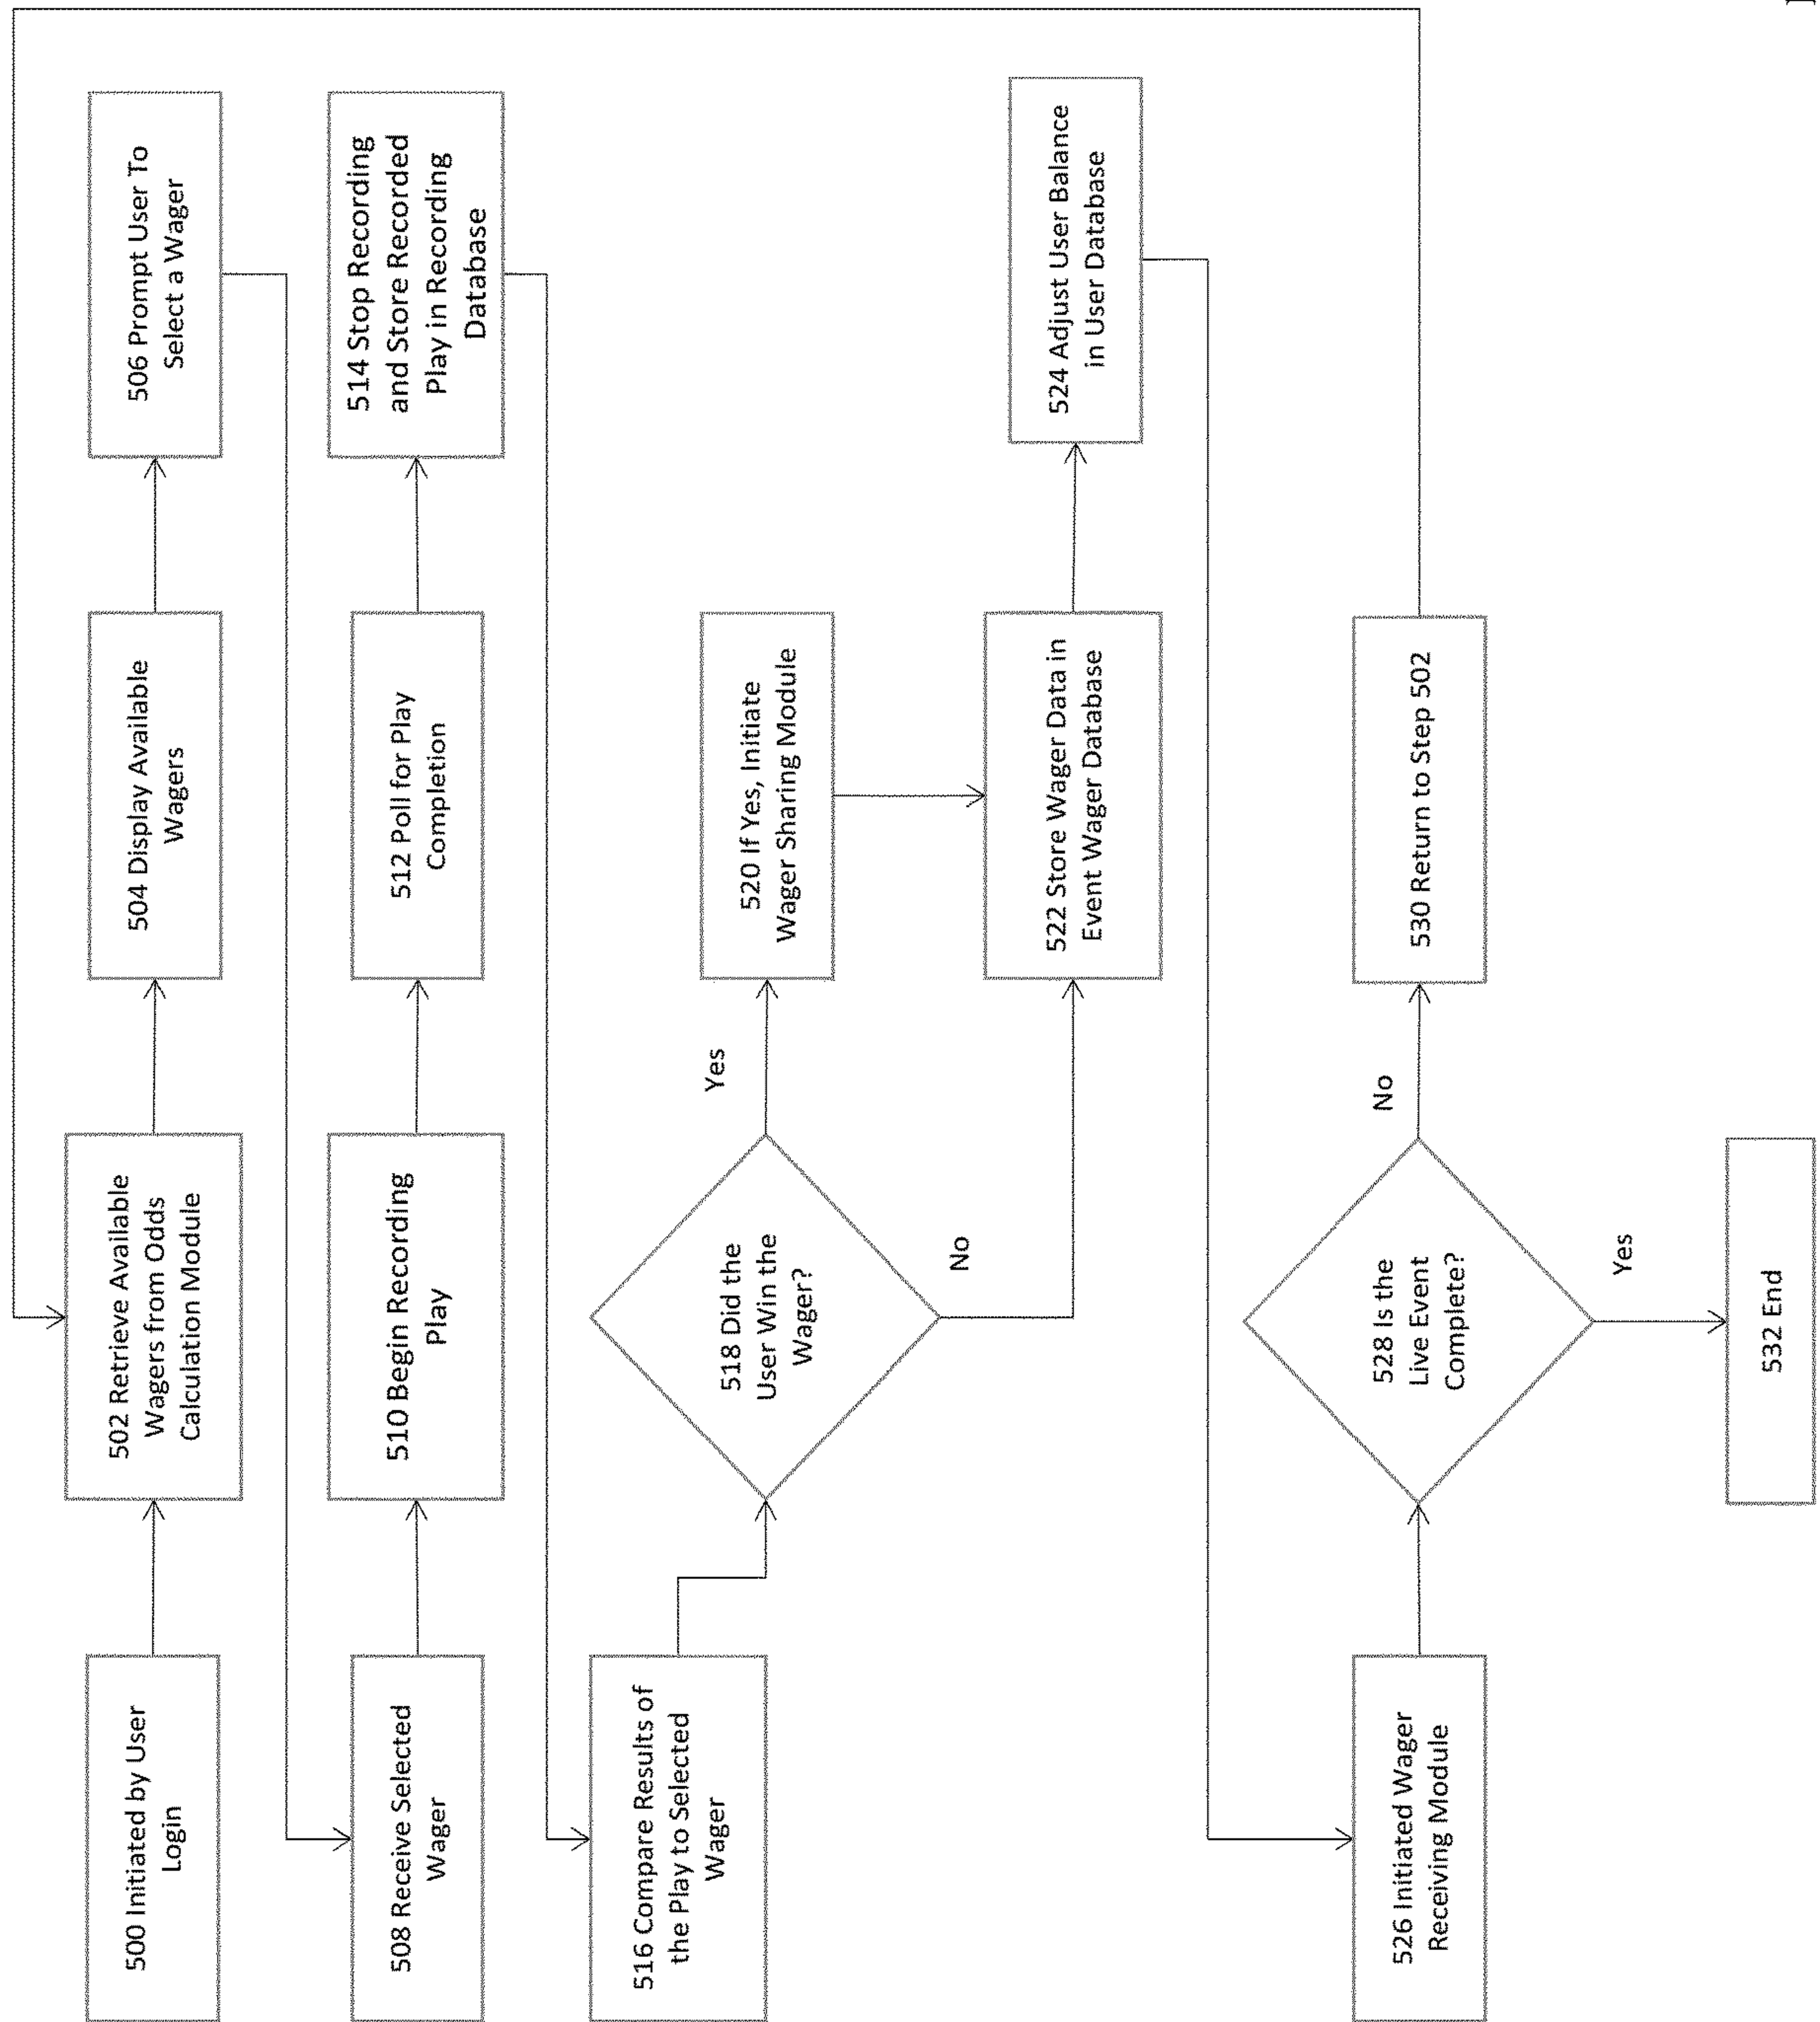 500 Initiated by User
Login
502 Retrieve Available
Wagers from Odds
Calculation Module
504 Display Available
Wagers
506 Prompt User To
Select a Wager
508 Receive Selected
Wager
510 Begin Recording
Play
512 Poll for Play
Completion
514 Stop Recording
and Store Recorded
Play in Recording
Database
516 Compare Results of
the Play to Selected
Wager
518 Did the
User Win the
Wager?
Yes
No
520 If Yes, Initiate
Wager Sharing Module
522 Store Wager Data in
Event Wager Database
524 Adjust User Balance
in User Database
526 Initiated Wager
Receiving Module
528 Is the
Live Event
Complete?
No
Yes
530 Return to Step 502
532 End